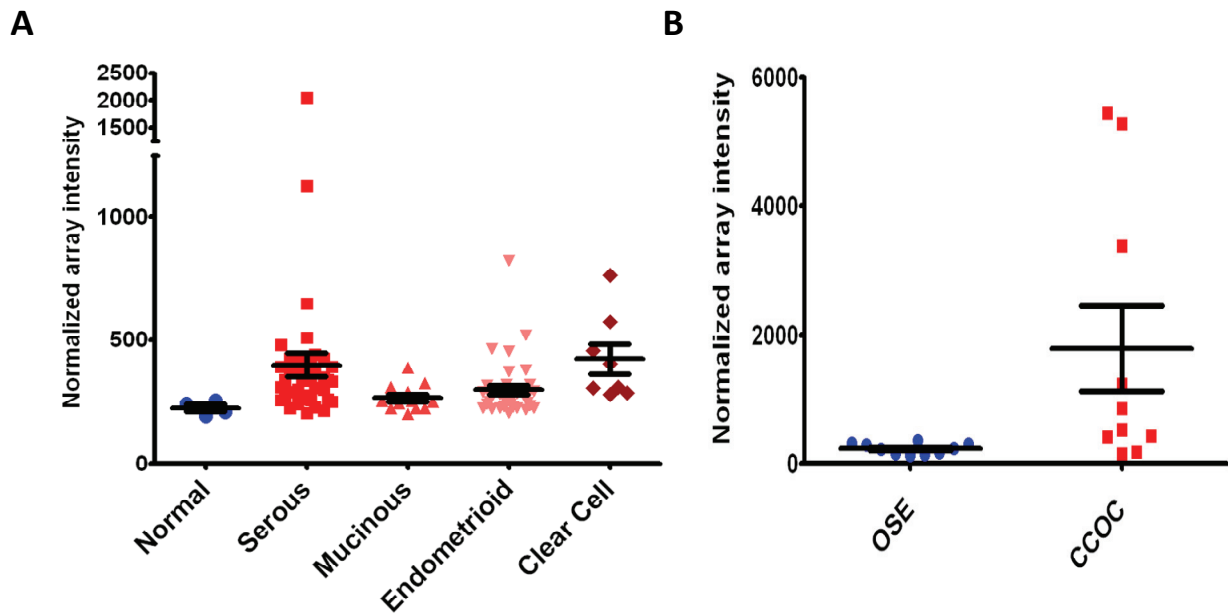 A
Normalized array intensity
2500
2000
1500
1000
500
0
Normal
Serous
Mucinous
Endometrioid
Clear Cell
B
Normalized array intensity
6000
4000
2000
0
OSE
CCOC